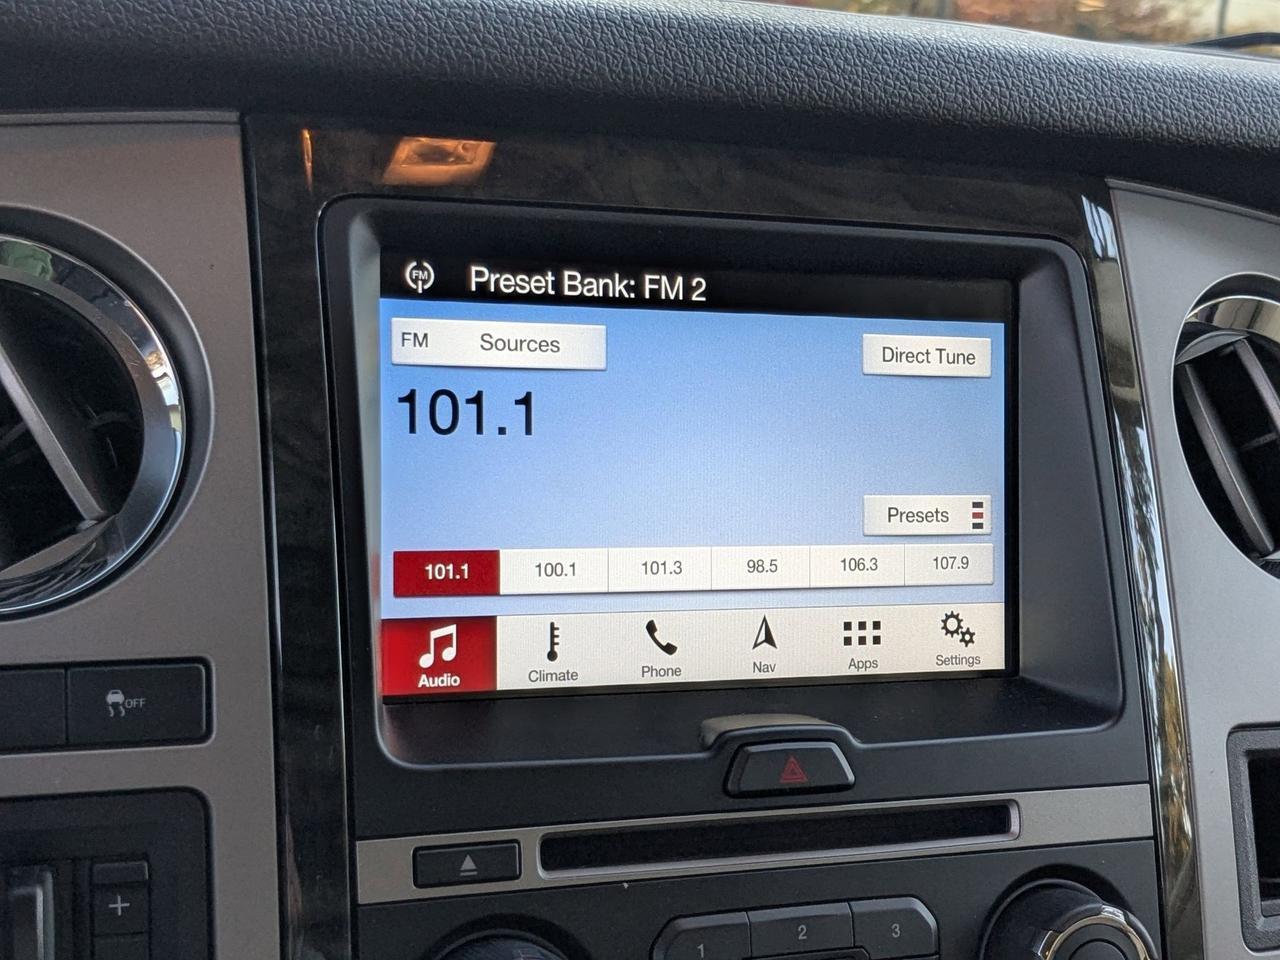 FM Preset Bank: FM 2
FM Sources
Direct Tune
101.1
Presets
101.1 100.1 101.3 98.5 106.3 107.9
Audio Climate Phone Nav Apps Settings
OFF
+
1 2 3